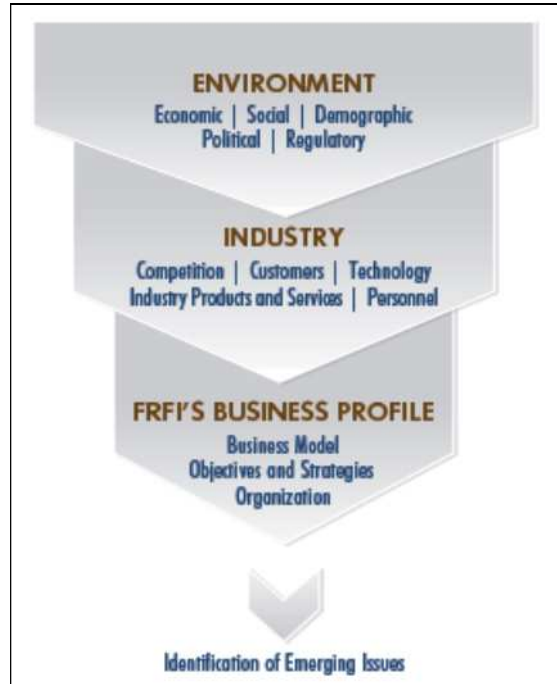 ENVIRONMENT
Economic | Social | Demographic
Political | Regulatory
INDUSTRY
Competition | Customers | Technology
Industry Products and Services | Personnel
FRFI'S BUSINESS PROFILE
Business Model
Objectives and Strategies
Organization
Identification of Emerging Issues